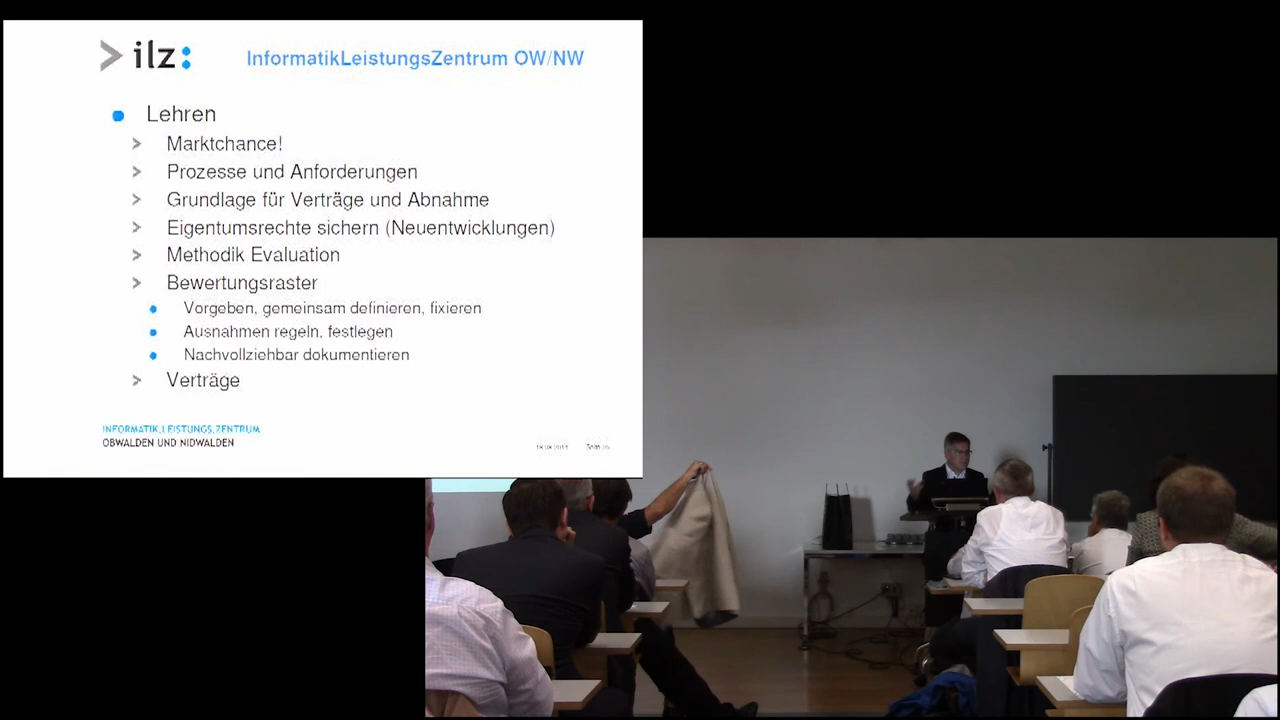 > ilz:
InformatikLeistungsZentrum OW/NW
Lehren
> Marktchance!
> Prozesse und Anforderungen
> Grundlage für Verträge und Abnahme
> Eigentumsrechte sichern (Neuentwicklungen)
> Methodik Evaluation
> Bewertungsraster
Vorgeben, gemeinsam definieren, fixieren
Ausnahmen regeln, festlegen
Nachvollziehbar dokumentieren
> Verträge
INFORMATIK.LEISTUNGS.ZENTRUM
OBWALDEN UND NIDWALDEN
Seite